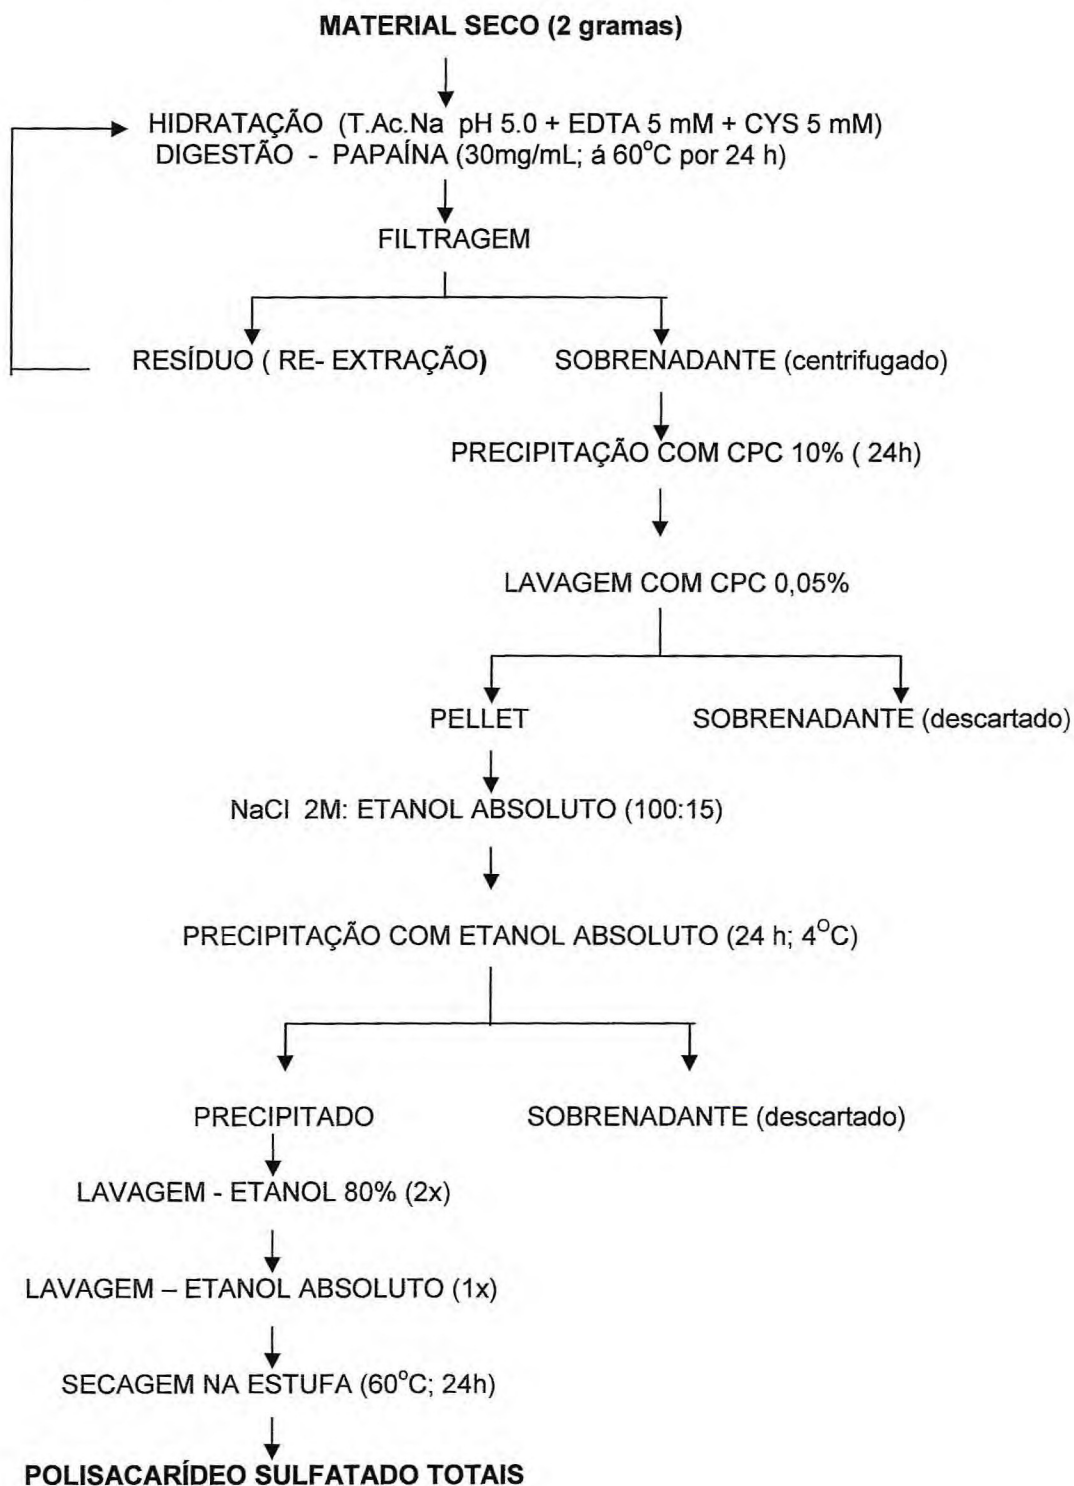 MATERIAL SECO (2 gramas)
HIDRATAÇÃO (T.Ac.Na pH 5.0 + EDTA 5 mM + CYS 5 mM)
DIGESTÃO - PAPAÍNA (30mg/mL; á 60°C por 24 h)
FILTRAGEM
RESÍDUO ( RE- EXTRAÇÃO) SOBRENADANTE (centrifugado)
PRECIPITAÇÃO COM CPC 10% ( 24h)
LAVAGEM COM CPC 0,05%
PELLET SOBRENADANTE (descartado)
NaCl 2M: ETANOL ABSOLUTO (100:15)
PRECIPITAÇÃO COM ETANOL ABSOLUTO (24 h; 4°C)
PRECIPITADO SOBRENADANTE (descartado)
LAVAGEM - ETANOL 80% (2x)
LAVAGEM – ETANOL ABSOLUTO (1x)
SECAGEM NA ESTUFA (60°C; 24h)
POLISACARÍDEO SULFATADO TOTAIS